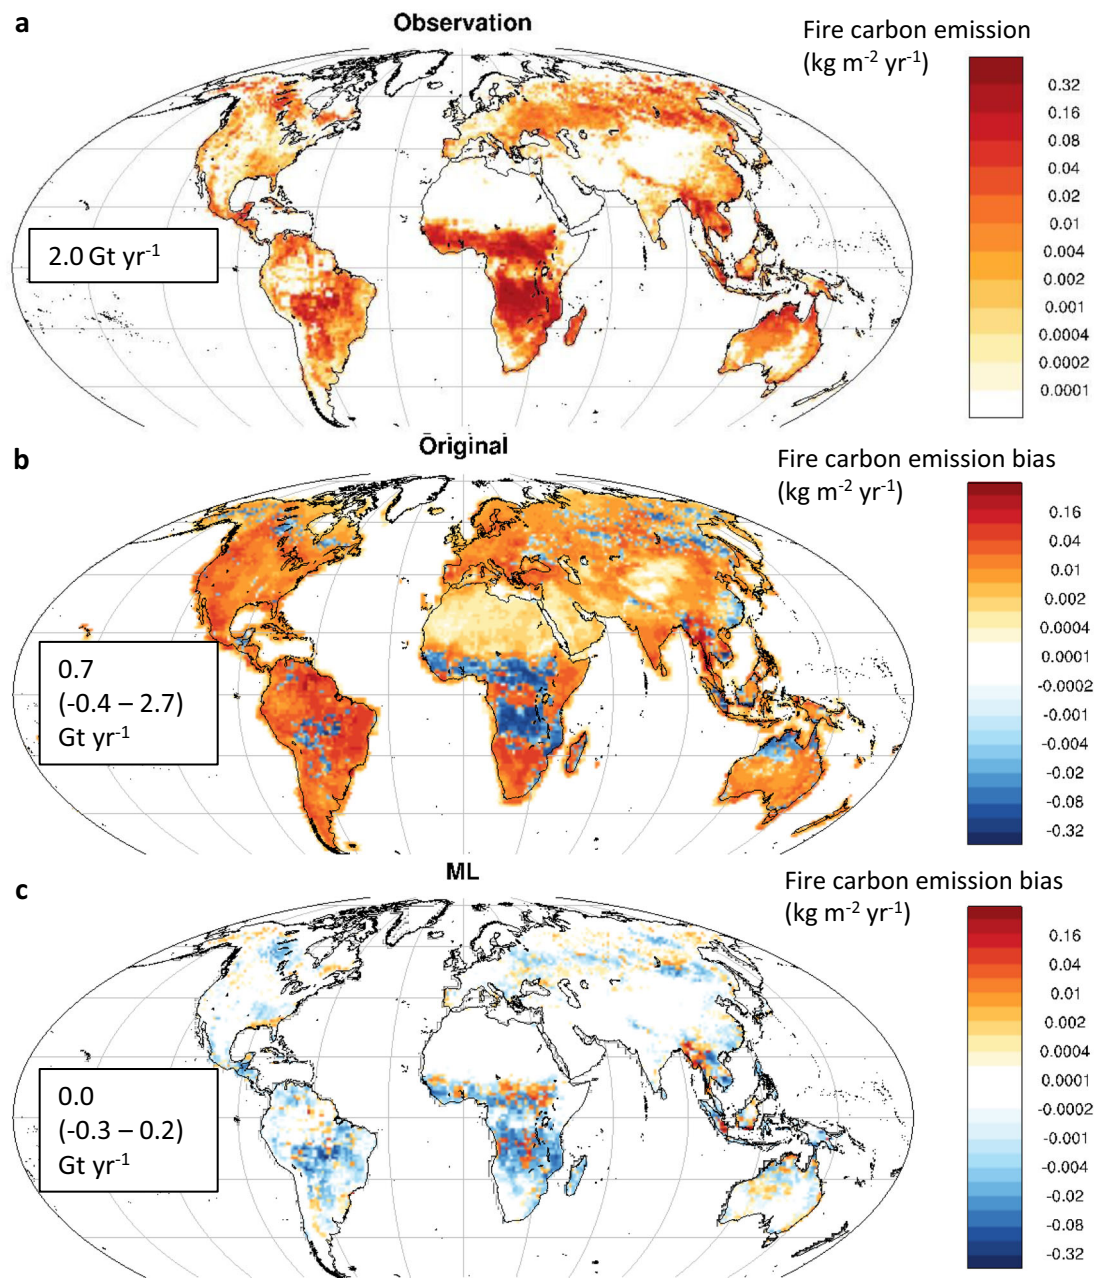 a
Observation
Fire carbon emission
(kg m⁻² yr⁻¹)
0.32
0.16
0.08
0.04
0.02
0.01
0.004
0.002
0.001
0.0004
0.0002
0.0001
2.0 Gt yr⁻¹
b
Original
Fire carbon emission bias
(kg m⁻² yr⁻¹)
0.16
0.04
0.01
0.002
0.0004
0.0001
-0.0002
-0.001
-0.004
-0.02
-0.08
-0.32
0.7
(-0.4 – 2.7)
Gt yr⁻¹
c
ML
Fire carbon emission bias
(kg m⁻² yr⁻¹)
0.16
0.04
0.01
0.002
0.0004
0.0001
-0.0002
-0.001
-0.004
-0.02
-0.08
-0.32
0.0
(-0.3 – 0.2)
Gt yr⁻¹